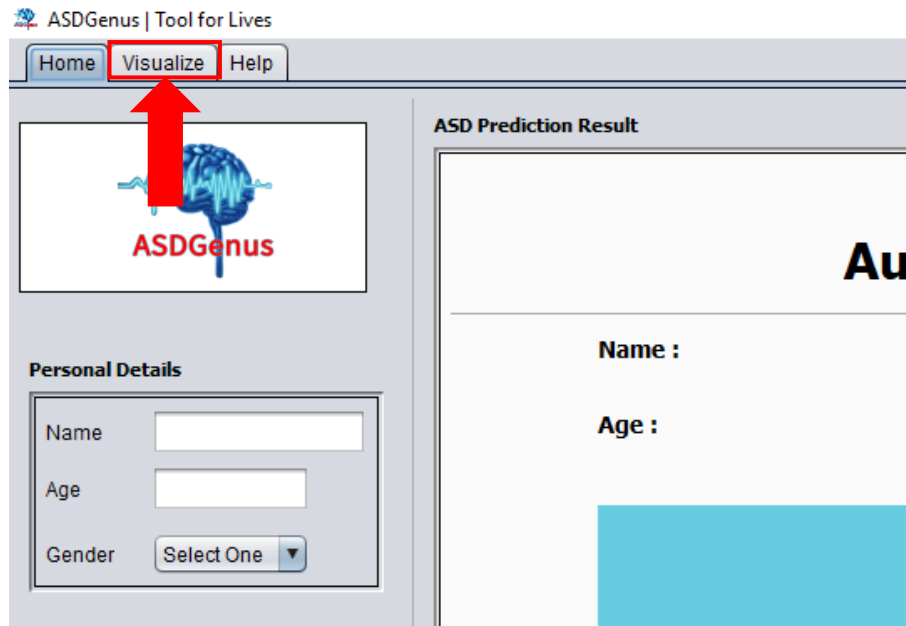 ASDGenus | Tool for Lives
Home Visualize Help
ASDGenus
Personal Details
Name
Age
Gender Select One
ASD Prediction Result
Au
Name :
Age :